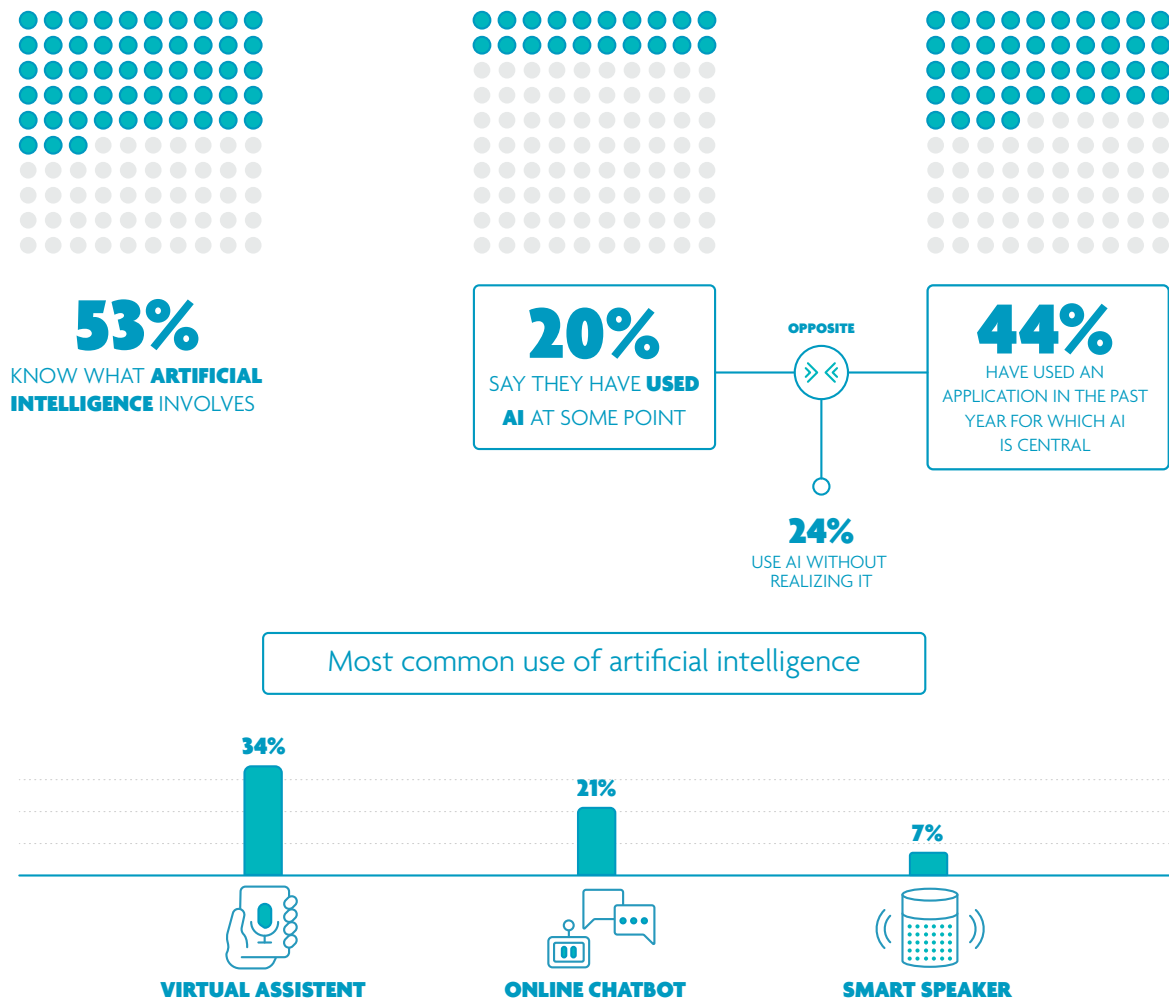 53%
KNOW WHAT ARTIFICIAL
INTELLIGENCE INVOLVES
20%
SAY THEY HAVE USED
AI AT SOME POINT
OPPOSITE
44%
HAVE USED AN
APPLICATION IN THE PAST
YEAR FOR WHICH AI
IS CENTRAL
24%
USE AI WITHOUT
REALIZING IT
Most common use of artificial intelligence
34%
21%
7%
VIRTUAL ASSISTENT
ONLINE CHATBOT
SMART SPEAKER